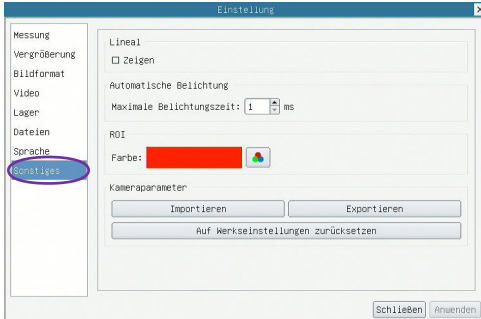 Einstellung
Messung
Vergrößerung
Bildformat
Video
Lager
Dateien
Sprache
Sonstiges
Lineal
Zeigen
Automatische Belichtung
Maximale Belichtungszeit: 1 ms
ROI
Farbe:
Kameraparameter
Importieren Exportieren
Auf Werkseinstellungen zurücksetzen
Schließen Anwenden